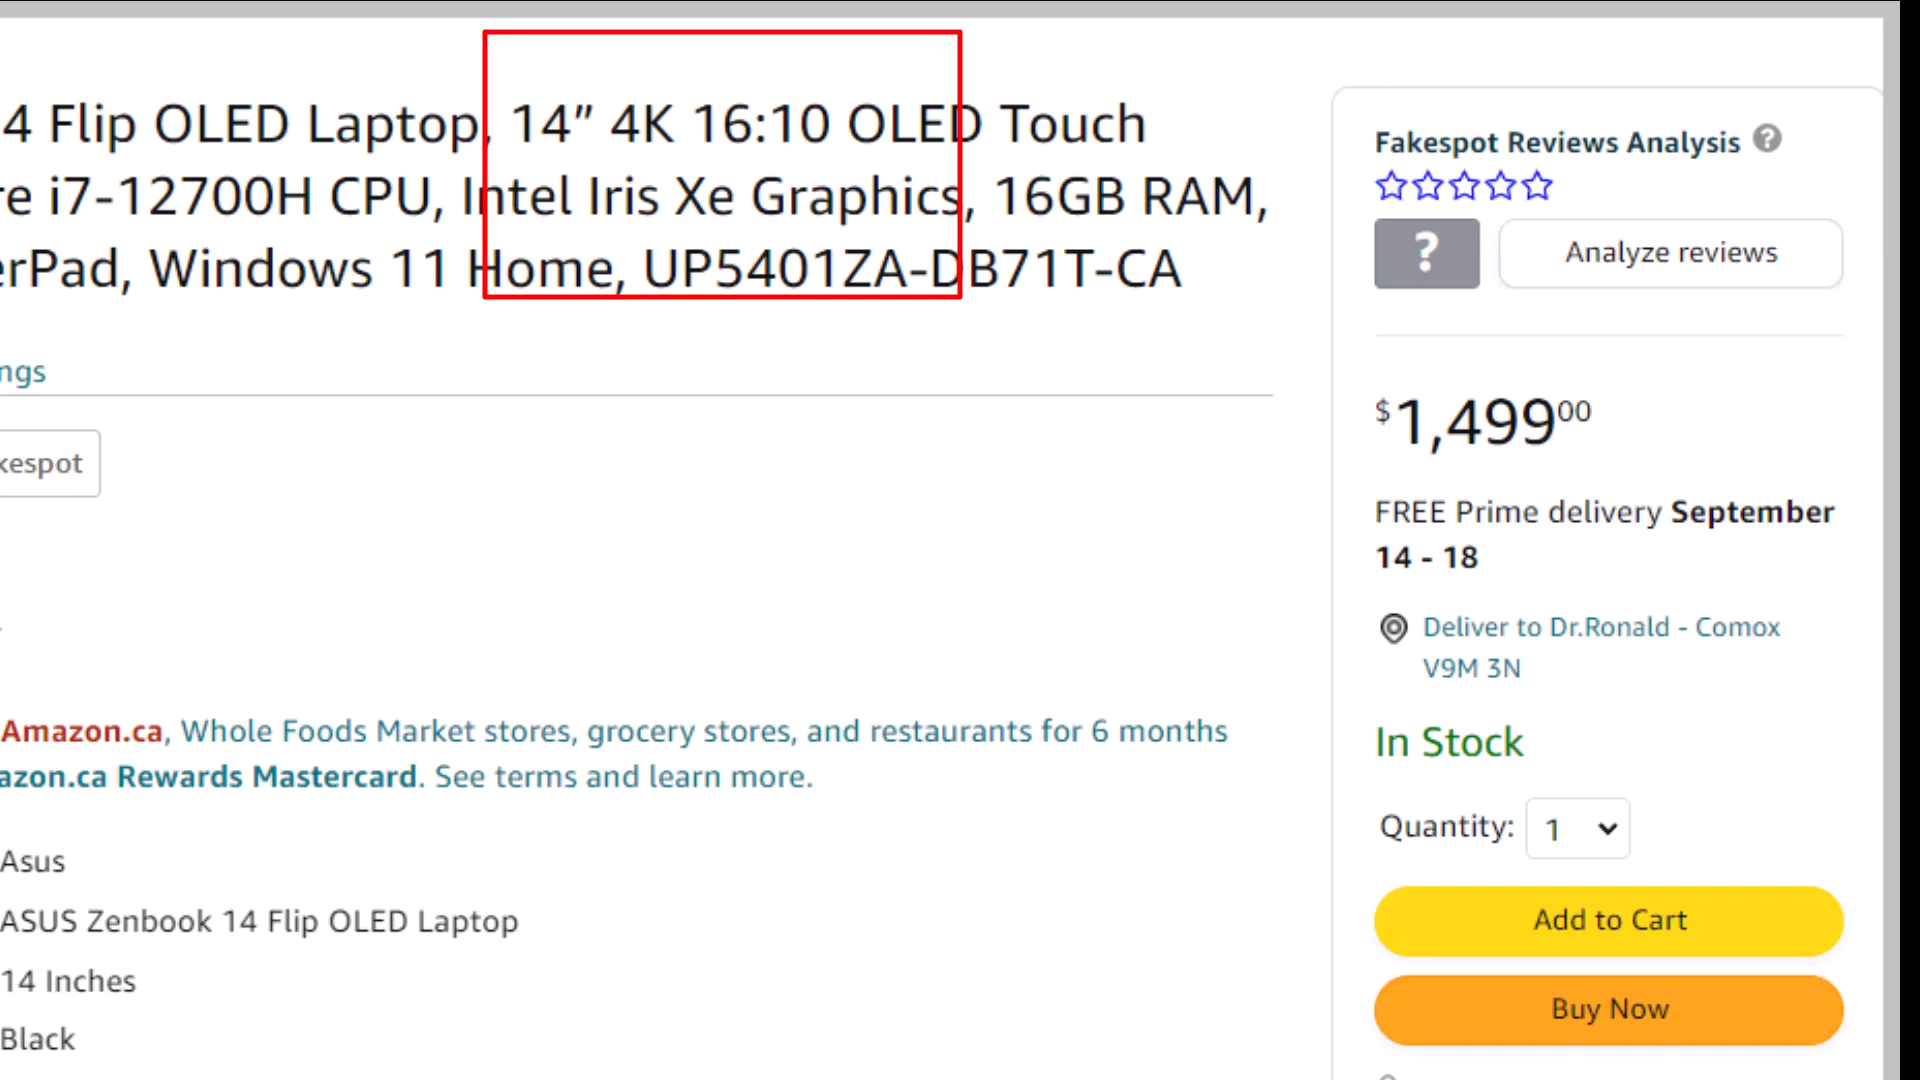 4 Flip OLED Laptop, 14” 4K 16:10 OLED Touch
re i7-12700H CPU, Intel Iris Xe Graphics, 16GB RAM,
erPad, Windows 11 Home, UP5401ZA-DB71T-CA
ngs
kespot
Amazon.ca, Whole Foods Market stores, grocery stores, and restaurants for 6 months
azon.ca Rewards Mastercard. See terms and learn more.
Asus
ASUS Zenbook 14 Flip OLED Laptop
14 Inches
Black
Fakespot Reviews Analysis ?
? Analyze reviews
$1,49900
FREE Prime delivery September
14 - 18
Deliver to Dr.Ronald - Comox
V9M 3N
In Stock
Quantity: 1
Add to Cart
Buy Now